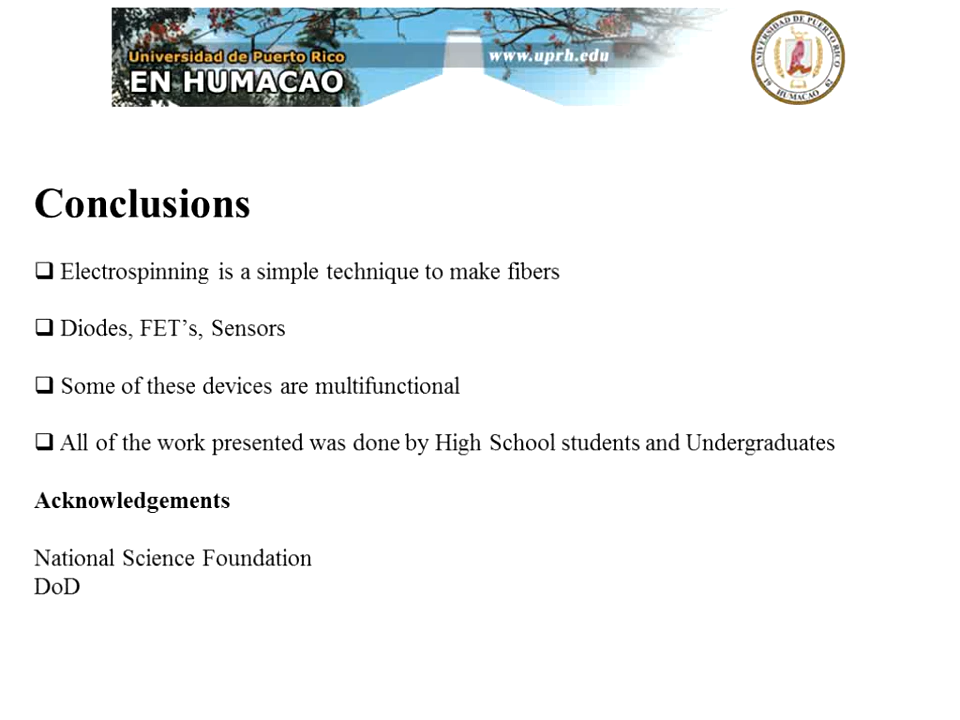 Universidad de Puerto Rico
EN HUMACAO
www.uprh.edu
UNIVERSIDAD DE PUERTO RICO
19 HUMACAO 62
Conclusions
❑ Electrospinning is a simple technique to make fibers
❑ Diodes, FET’s, Sensors
❑ Some of these devices are multifunctional
❑ All of the work presented was done by High School students and Undergraduates
Acknowledgements
National Science Foundation
DoD